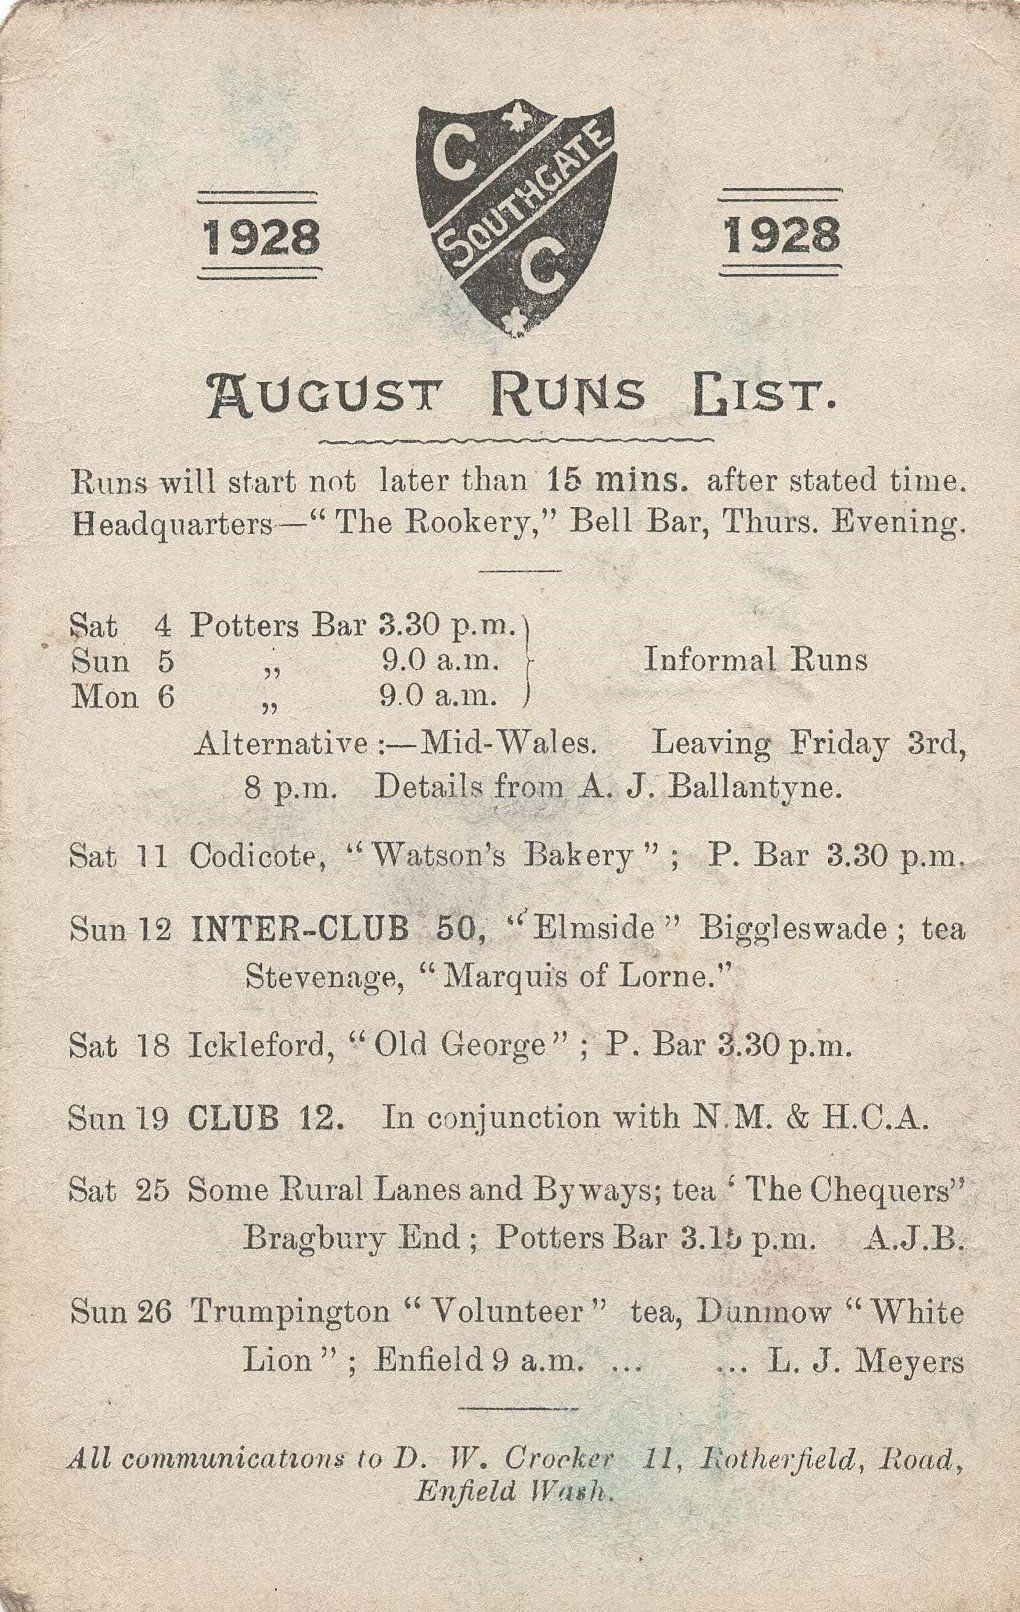 C
SOUTHGATE
C
1928
1928
AUGUST RUNS LIST.
Runs will start not later than 15 mins. after stated time.
Headquarters—“The Rookery,” Bell Bar, Thurs. Evening.
Sat 4 Potters Bar 3.30 p.m.
Sun 5 „ 9.0 a.m. Informal Runs
Mon 6 „ 9.0 a.m.
Alternative :—Mid-Wales. Leaving Friday 3rd,
8 p.m. Details from A. J. Ballantyne.
Sat 11 Codicote, “Watson's Bakery” ; P. Bar 3.30 p.m.
Sun 12 INTER-CLUB 50, “Elmside” Biggleswade ; tea
Stevenage, “Marquis of Lorne.”
Sat 18 Ickleford, “Old George” ; P. Bar 3.30 p.m.
Sun 19 CLUB 12. In conjunction with N.M. & H.C.A.
Sat 25 Some Rural Lanes and Byways; tea ‘The Chequers”
Bragbury End ; Potters Bar 3.15 p.m. A.J.B.
Sun 26 Trumpington “Volunteer” tea, Dunmow “White
Lion” ; Enfield 9 a.m. ... ... L. J. Meyers
All communications to D. W. Crocker 11, Rotherfield, Road,
Enfield Wash.